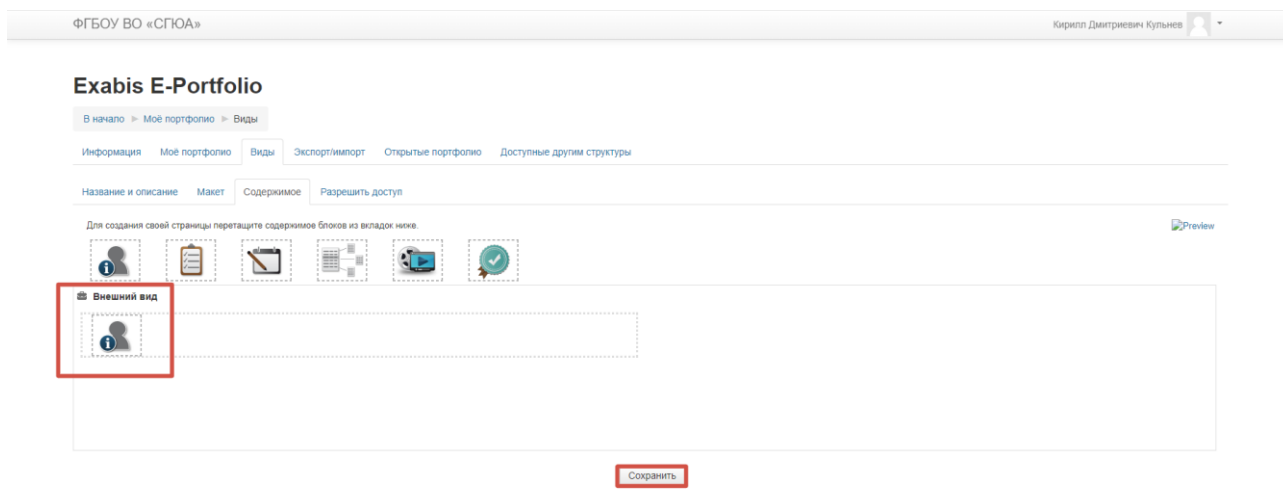 ФГБОУ ВО «СГЮА»
Кирилл Дмитриевич Кульнев
Exabis E-Portfolio
В начало ► Моё портфолио ► Виды
Информация Моё портфолио Виды Экспорт/импорт Открытые портфолио Доступные другим структуры
Название и описание Макет Содержимое Разрешить доступ
Для создания своей страницы перетащите содержимое блоков из вкладок ниже.
Preview
Внешний вид
Сохранить